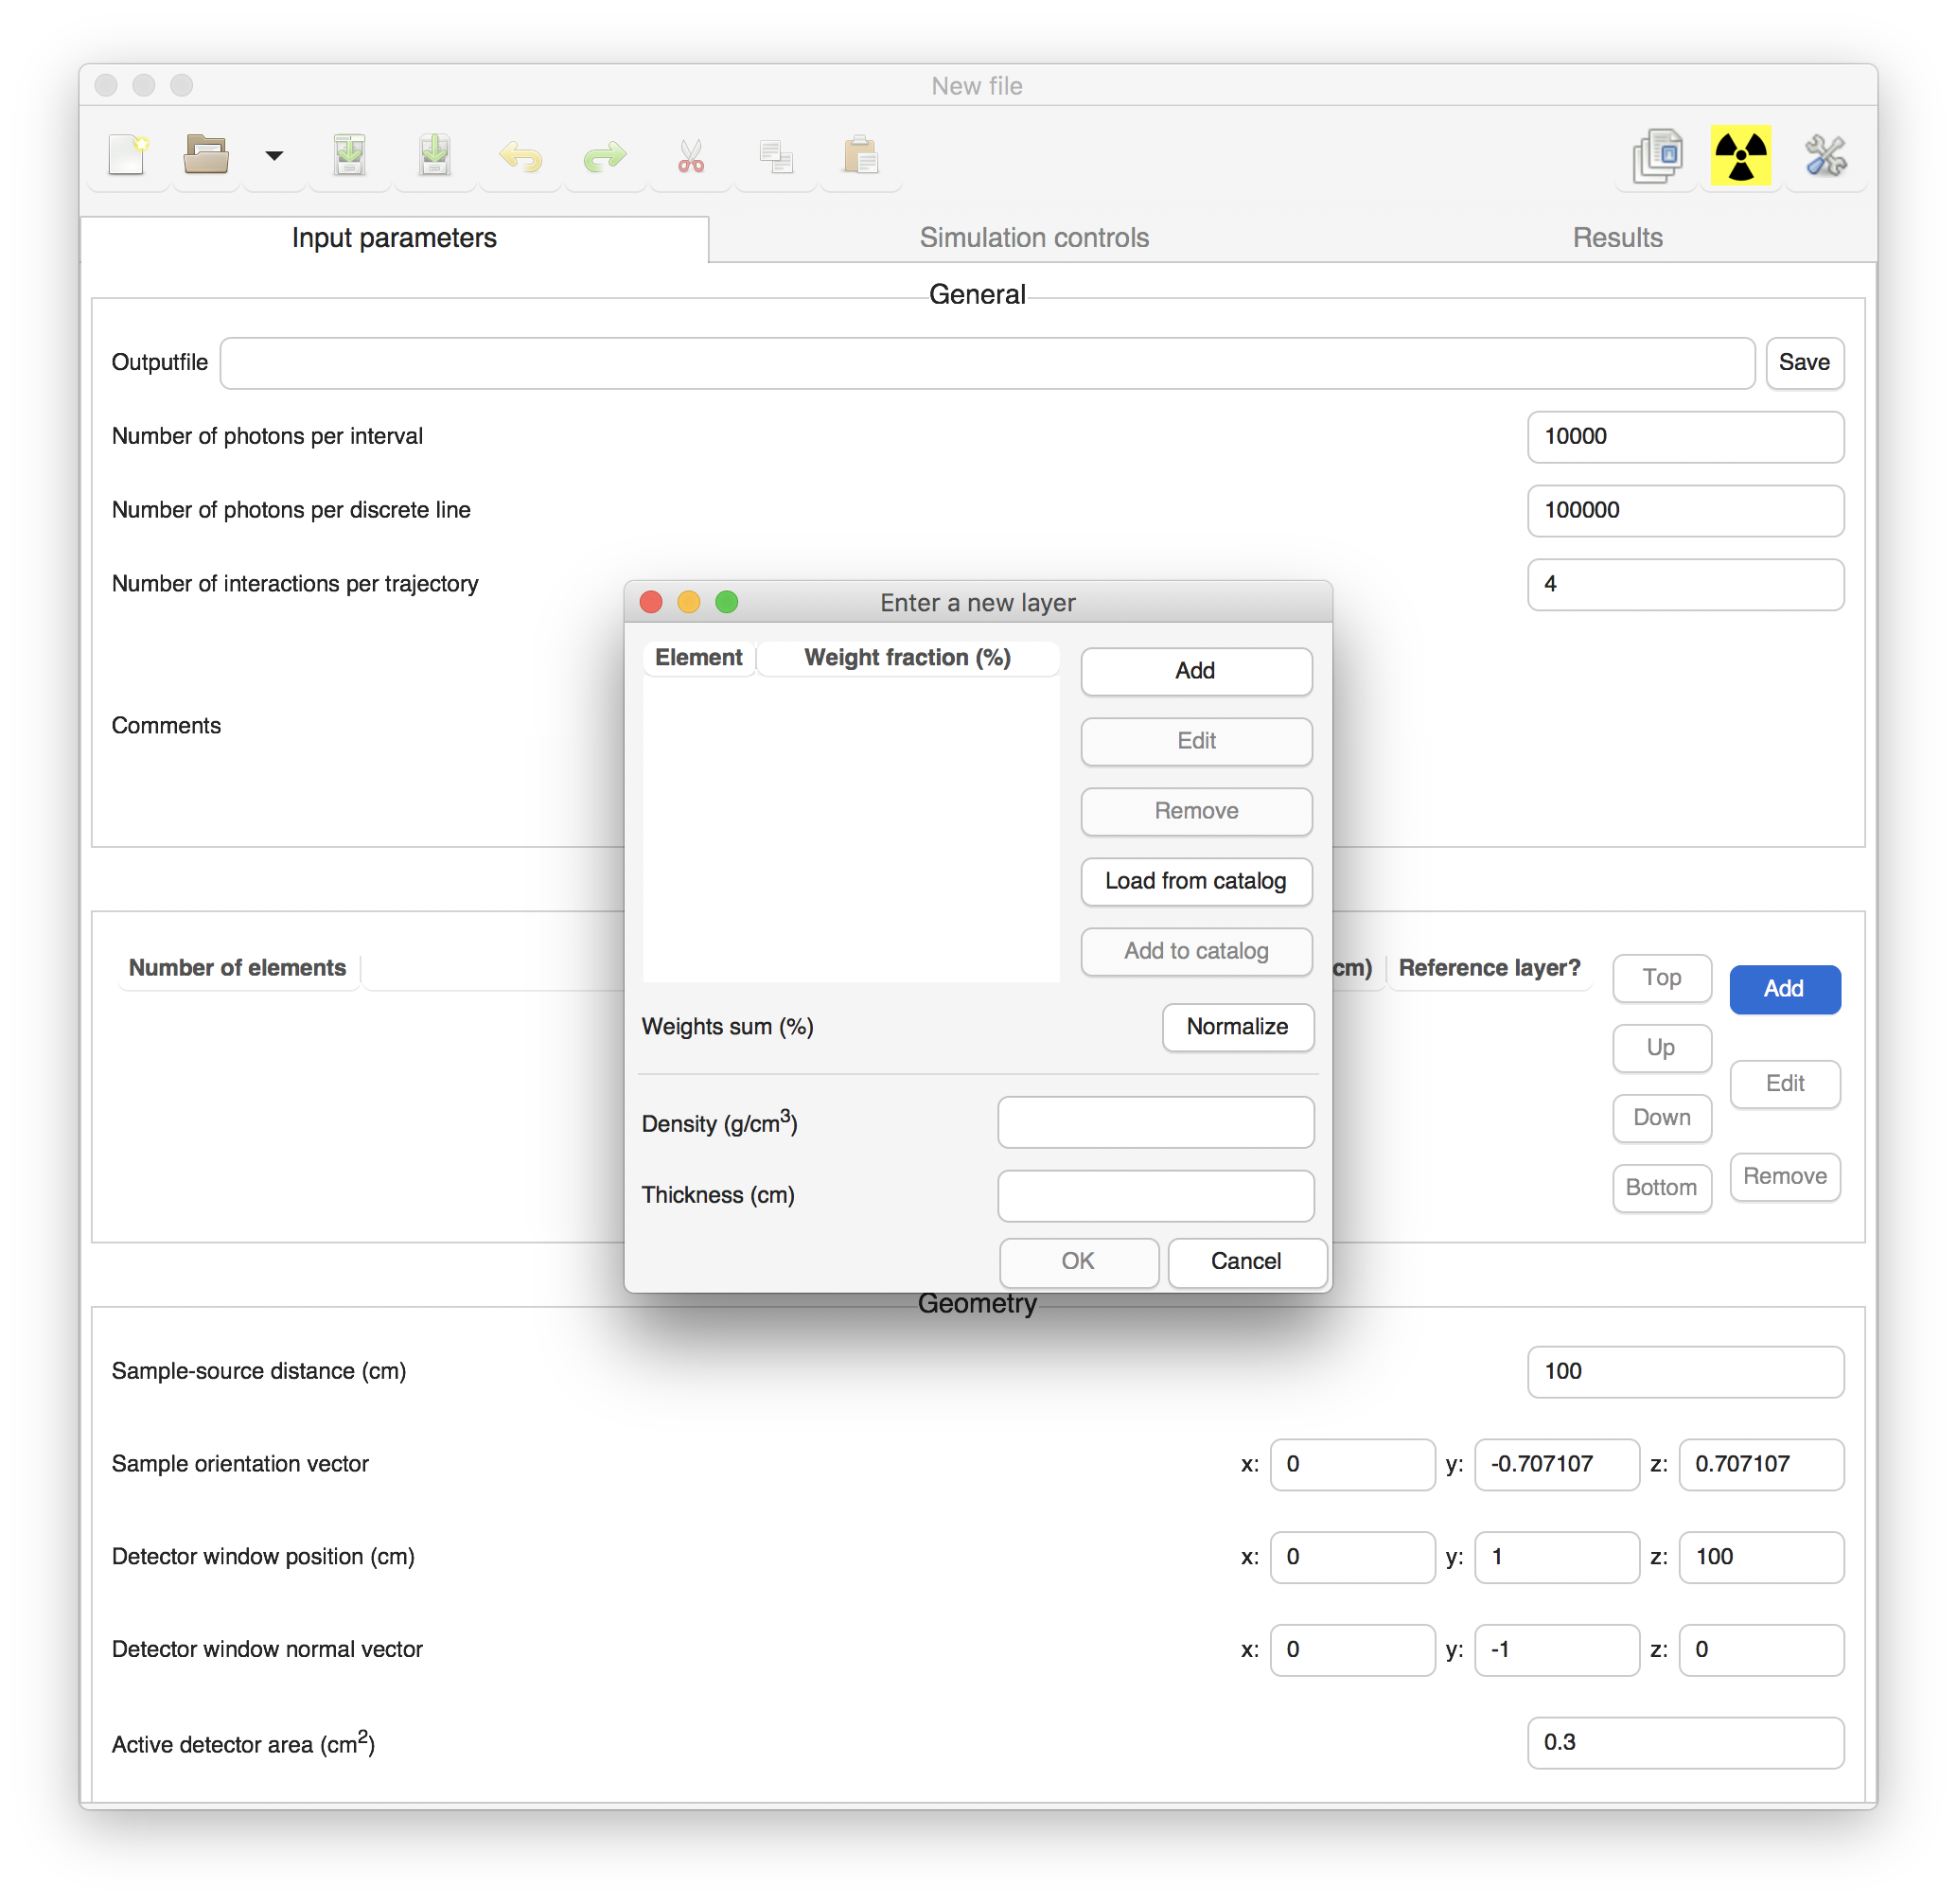 New file
Input parameters Simulation controls Results
General
Outputfile Save
Number of photons per interval 10000
Number of photons per discrete line 100000
Number of interactions per trajectory 4
Comments
Enter a new layer
Element Weight fraction (%)
Add
Edit
Remove
Load from catalog
Add to catalog
Weights sum (%) Normalize
Density (g/cm³)
Thickness (cm)
OK Cancel
Number of elements cm) Reference layer?
Top Add
Up
Edit
Down
Remove
Bottom
Geometry
Sample-source distance (cm) 100
Sample orientation vector x: 0 y: -0.707107 z: 0.707107
Detector window position (cm) x: 0 y: 1 z: 100
Detector window normal vector x: 0 y: -1 z: 0
Active detector area (cm²) 0.3